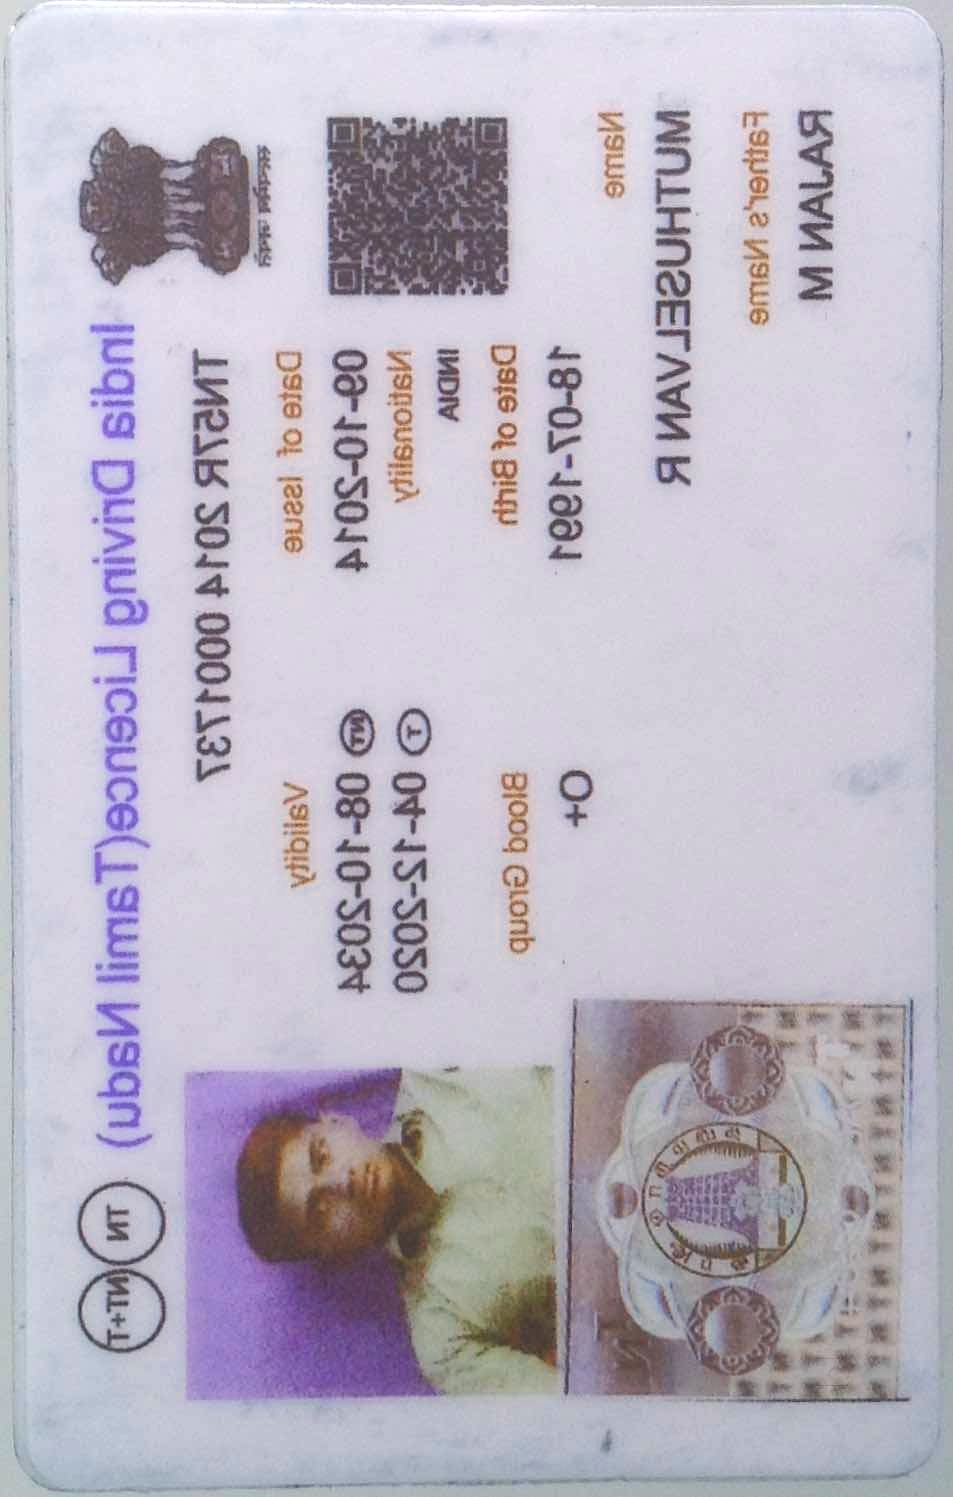 India Driving Licence(Tamil Nadu)
TN
NT+T
सत्यमेव जयते
TN57R 2014 0001737
Date of Issue
Validity
09-10-2014
NT 08-10-2034
Nationality
T 04-12-2020
INDIA
Date of Birth
Blood Group
18-07-1991
O+
Name
MUTHUSELVAN R
Father's Name
RAJAN M